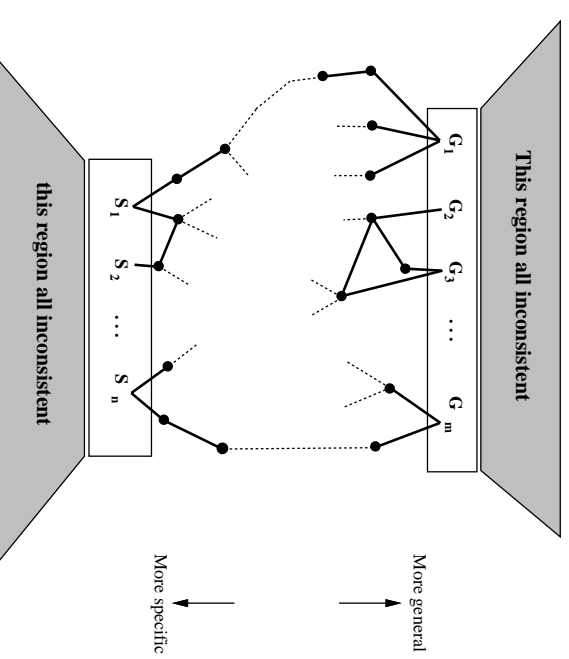 This region all inconsistent
G1 G2 G3 ... Gm
More general
S1 S2 ... Sn
More specific
this region all inconsistent